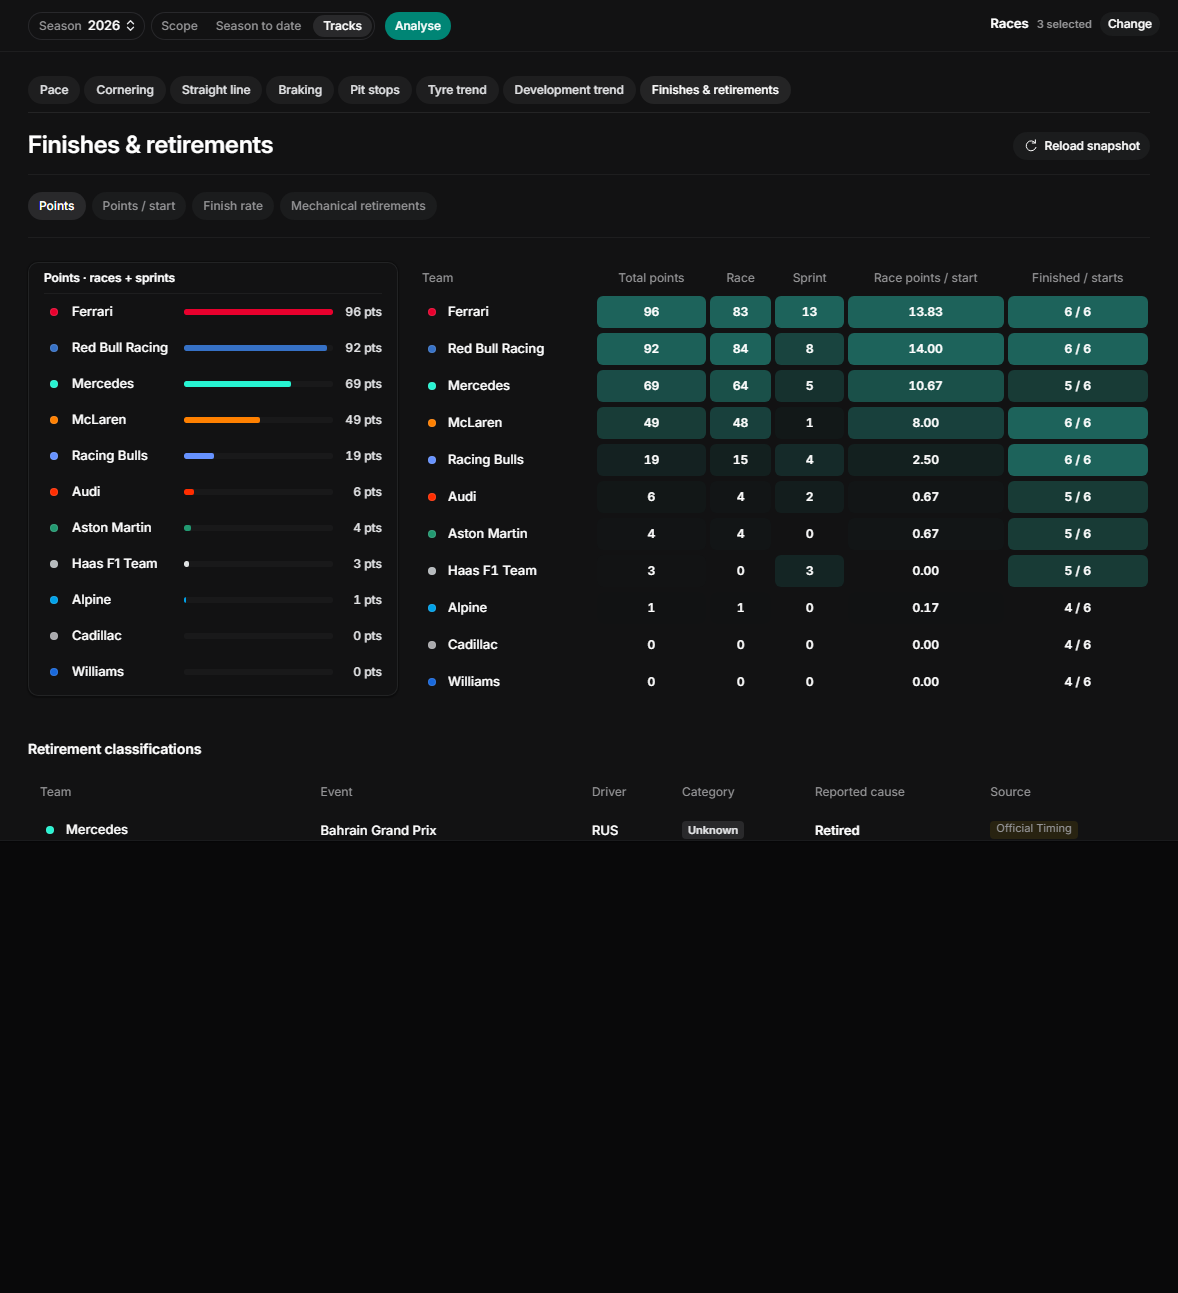 Season 2026 Scope Season to date Tracks Analyse Races 3 selected Change
Pace Cornering Straight line Braking Pit stops Tyre trend Development trend Finishes & retirements
Finishes & retirements Reload snapshot
Points Points / start Finish rate Mechanical retirements
Points · races + sprints
Ferrari 96 pts
Red Bull Racing 92 pts
Mercedes 69 pts
McLaren 49 pts
Racing Bulls 19 pts
Audi 6 pts
Aston Martin 4 pts
Haas F1 Team 3 pts
Alpine 1 pts
Cadillac 0 pts
Williams 0 pts
Team Total points Race Sprint Race points / start Finished / starts
Ferrari 96 83 13 13.83 6 / 6
Red Bull Racing 92 84 8 14.00 6 / 6
Mercedes 69 64 5 10.67 5 / 6
McLaren 49 48 1 8.00 6 / 6
Racing Bulls 19 15 4 2.50 6 / 6
Audi 6 4 2 0.67 5 / 6
Aston Martin 4 4 0 0.67 5 / 6
Haas F1 Team 3 0 3 0.00 5 / 6
Alpine 1 1 0 0.17 4 / 6
Cadillac 0 0 0 0.00 4 / 6
Williams 0 0 0 0.00 4 / 6
Retirement classifications
Team Event Driver Category Reported cause Source
Mercedes Bahrain Grand Prix RUS Unknown Retired Official Timing